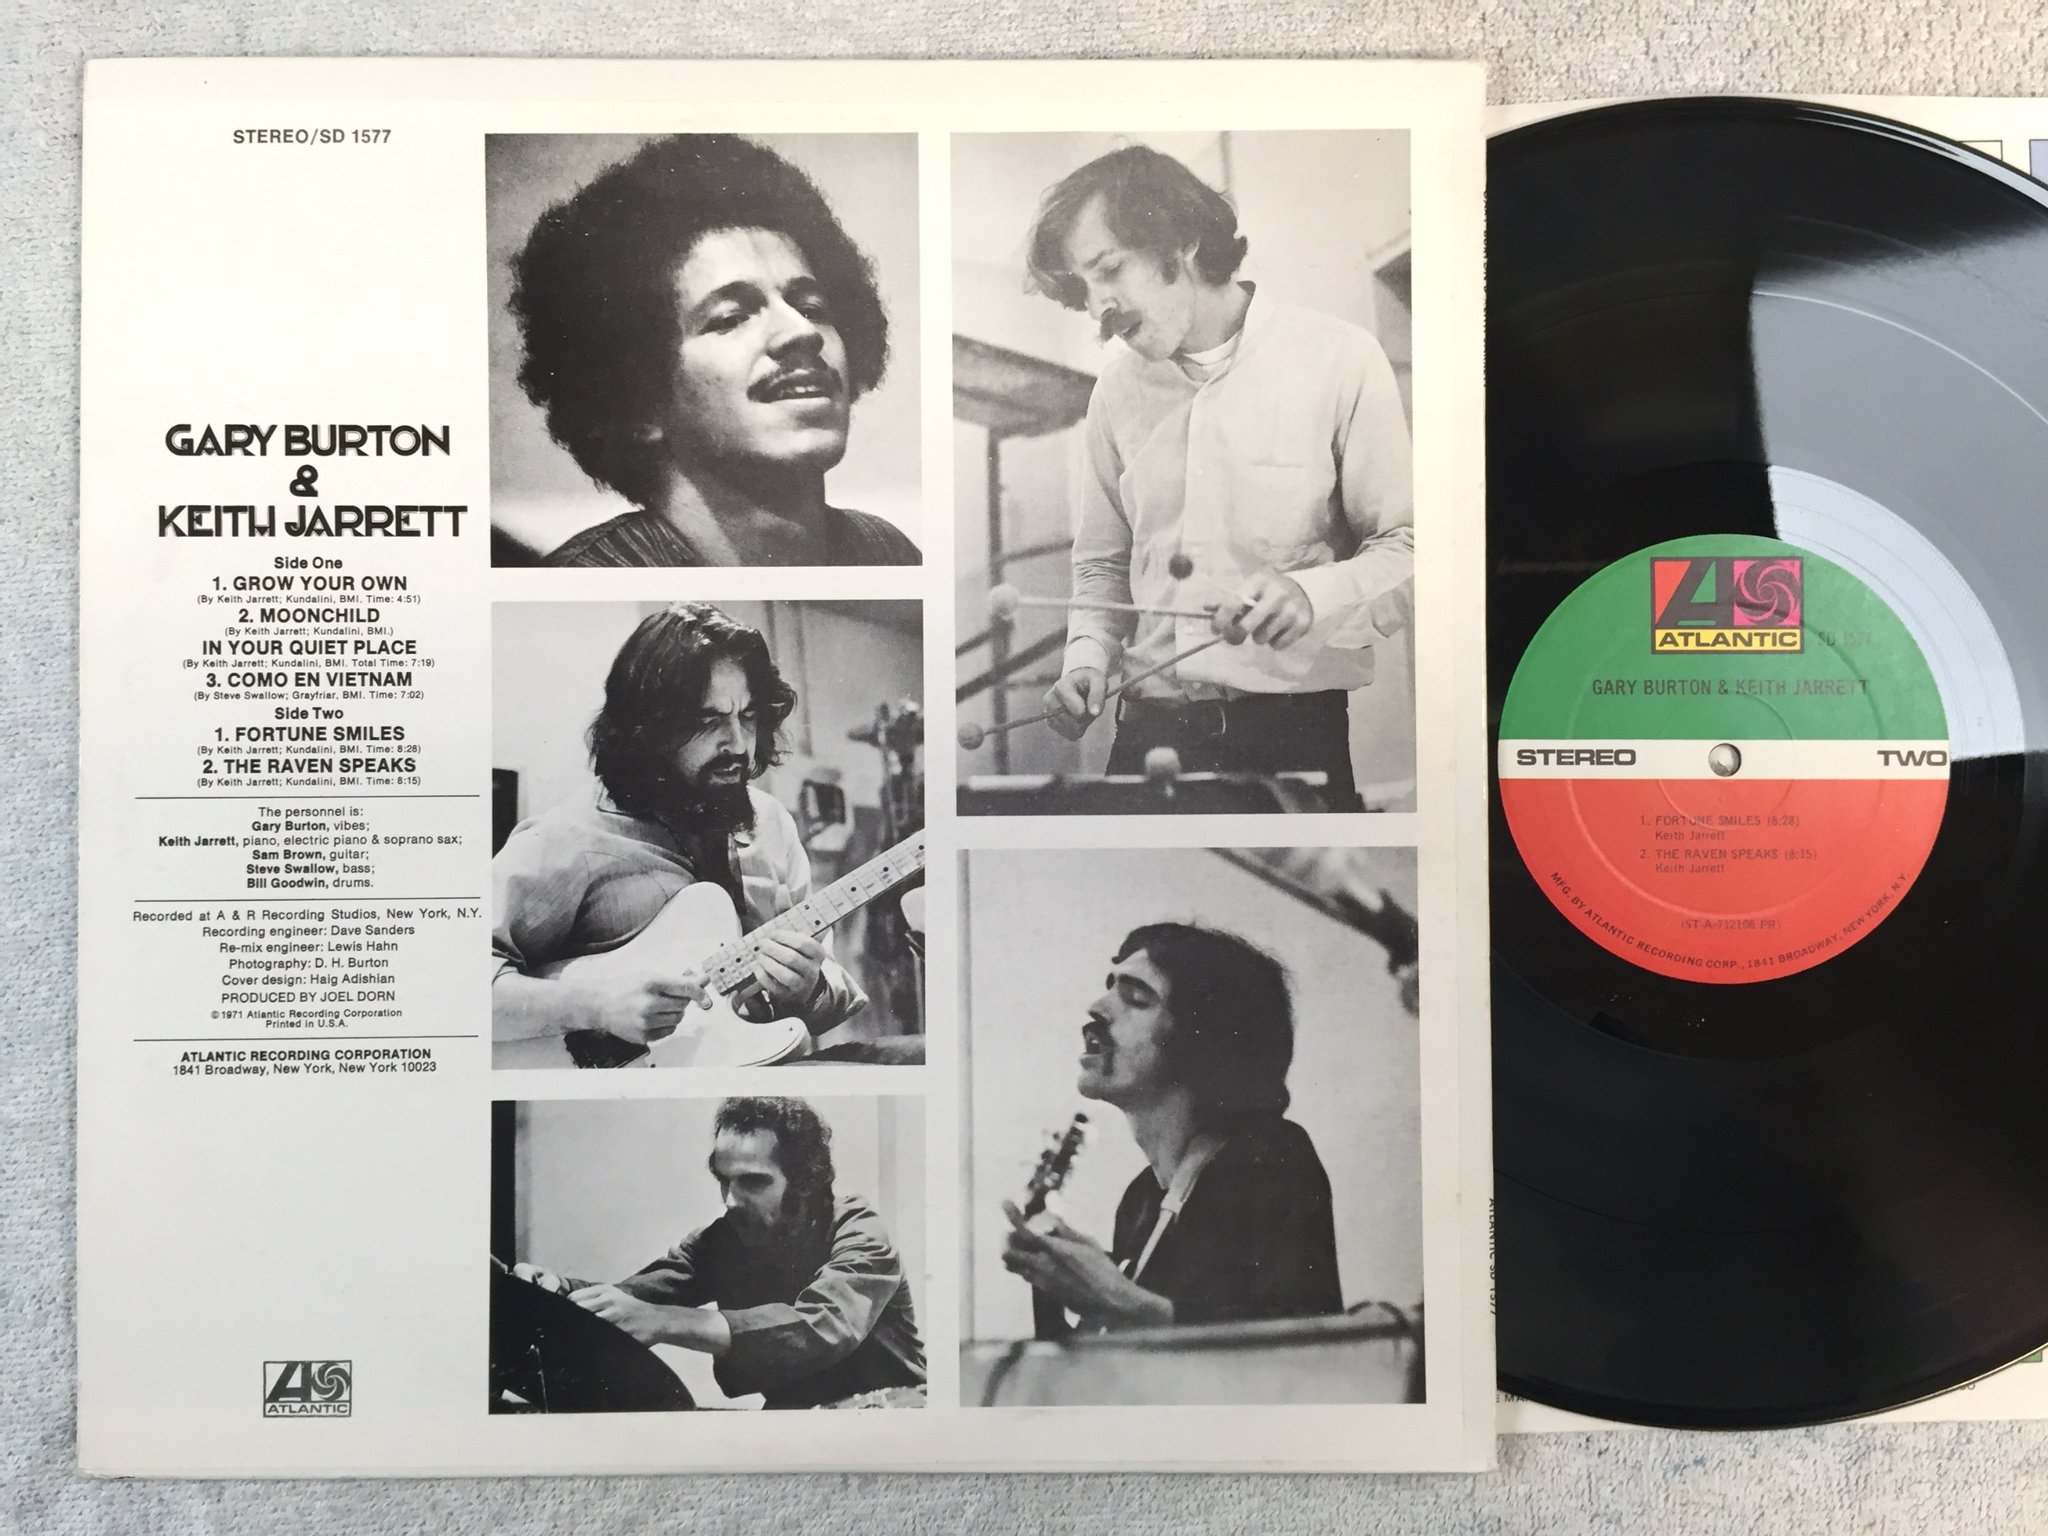 STEREO/SD 1577
GARY BURTON
&
KEITH JARRETT
Side One
1. GROW YOUR OWN
(By Keith Jarrett; Kundalini, BMI. Time: 4:51)
2. MOONCHILD
(By Keith Jarrett; Kundalini, BMI.)
IN YOUR QUIET PLACE
(By Keith Jarrett; Kundalini, BMI. Total Time: 7:19)
3. COMO EN VIETNAM
(By Steve Swallow; Grayfriar, BMI. Time: 7:02)
Side Two
1. FORTUNE SMILES
(By Keith Jarrett; Kundalini, BMI. Time: 8:28)
2. THE RAVEN SPEAKS
(By Keith Jarrett; Kundalini, BMI. Time: 8:15)
The personnel is:
Gary Burton, vibes;
Keith Jarrett, piano, electric piano & soprano sax;
Sam Brown, guitar;
Steve Swallow, bass;
Bill Goodwin, drums.
Recorded at A & R Recording Studios, New York, N.Y.
Recording engineer: Dave Sanders
Re-mix engineer: Lewis Hahn
Photography: D. H. Burton
Cover design: Haig Adishian
PRODUCED BY JOEL DORN
©1971 Atlantic Recording Corporation
Printed in U.S.A.
ATLANTIC RECORDING CORPORATION
1841 Broadway, New York, New York 10023
ATLANTIC
ATLANTIC
SD 1577
GARY BURTON & KEITH JARRETT
STEREO TWO
1. FORTUNE SMILES (8:28)
Keith Jarrett
2. THE RAVEN SPEAKS (8:15)
Keith Jarrett
(ST-A-712106 PR)
MFG. BY ATLANTIC RECORDING CORP., 1841 BROADWAY, NEW YORK, N.Y.
ATLANTIC SD 1577